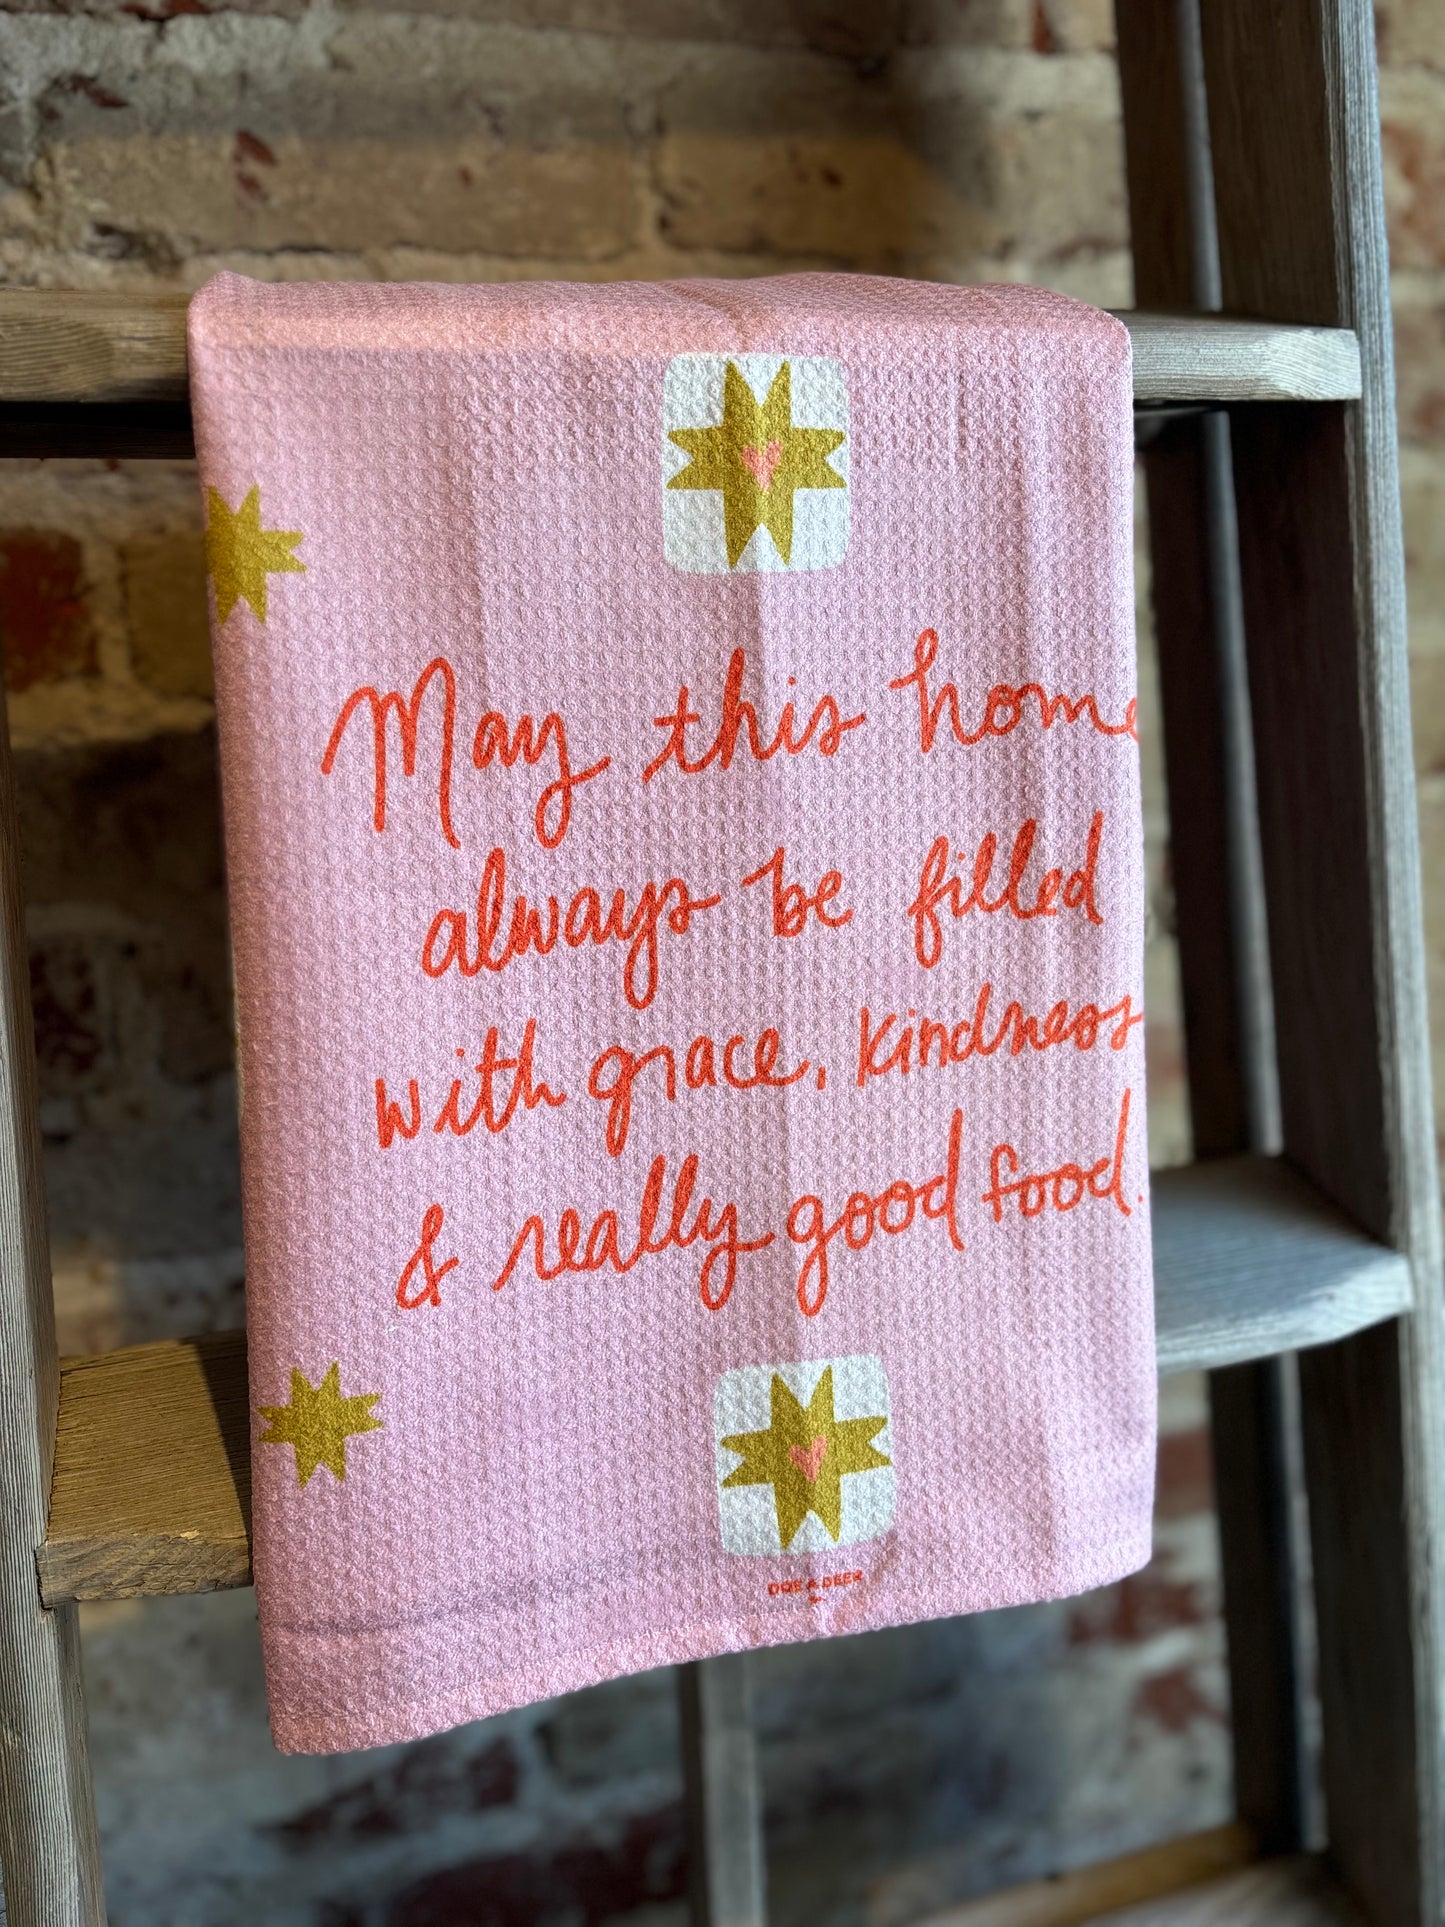 May this home
always be filled
with grace, kindness
& really good food.
DOE A DEER